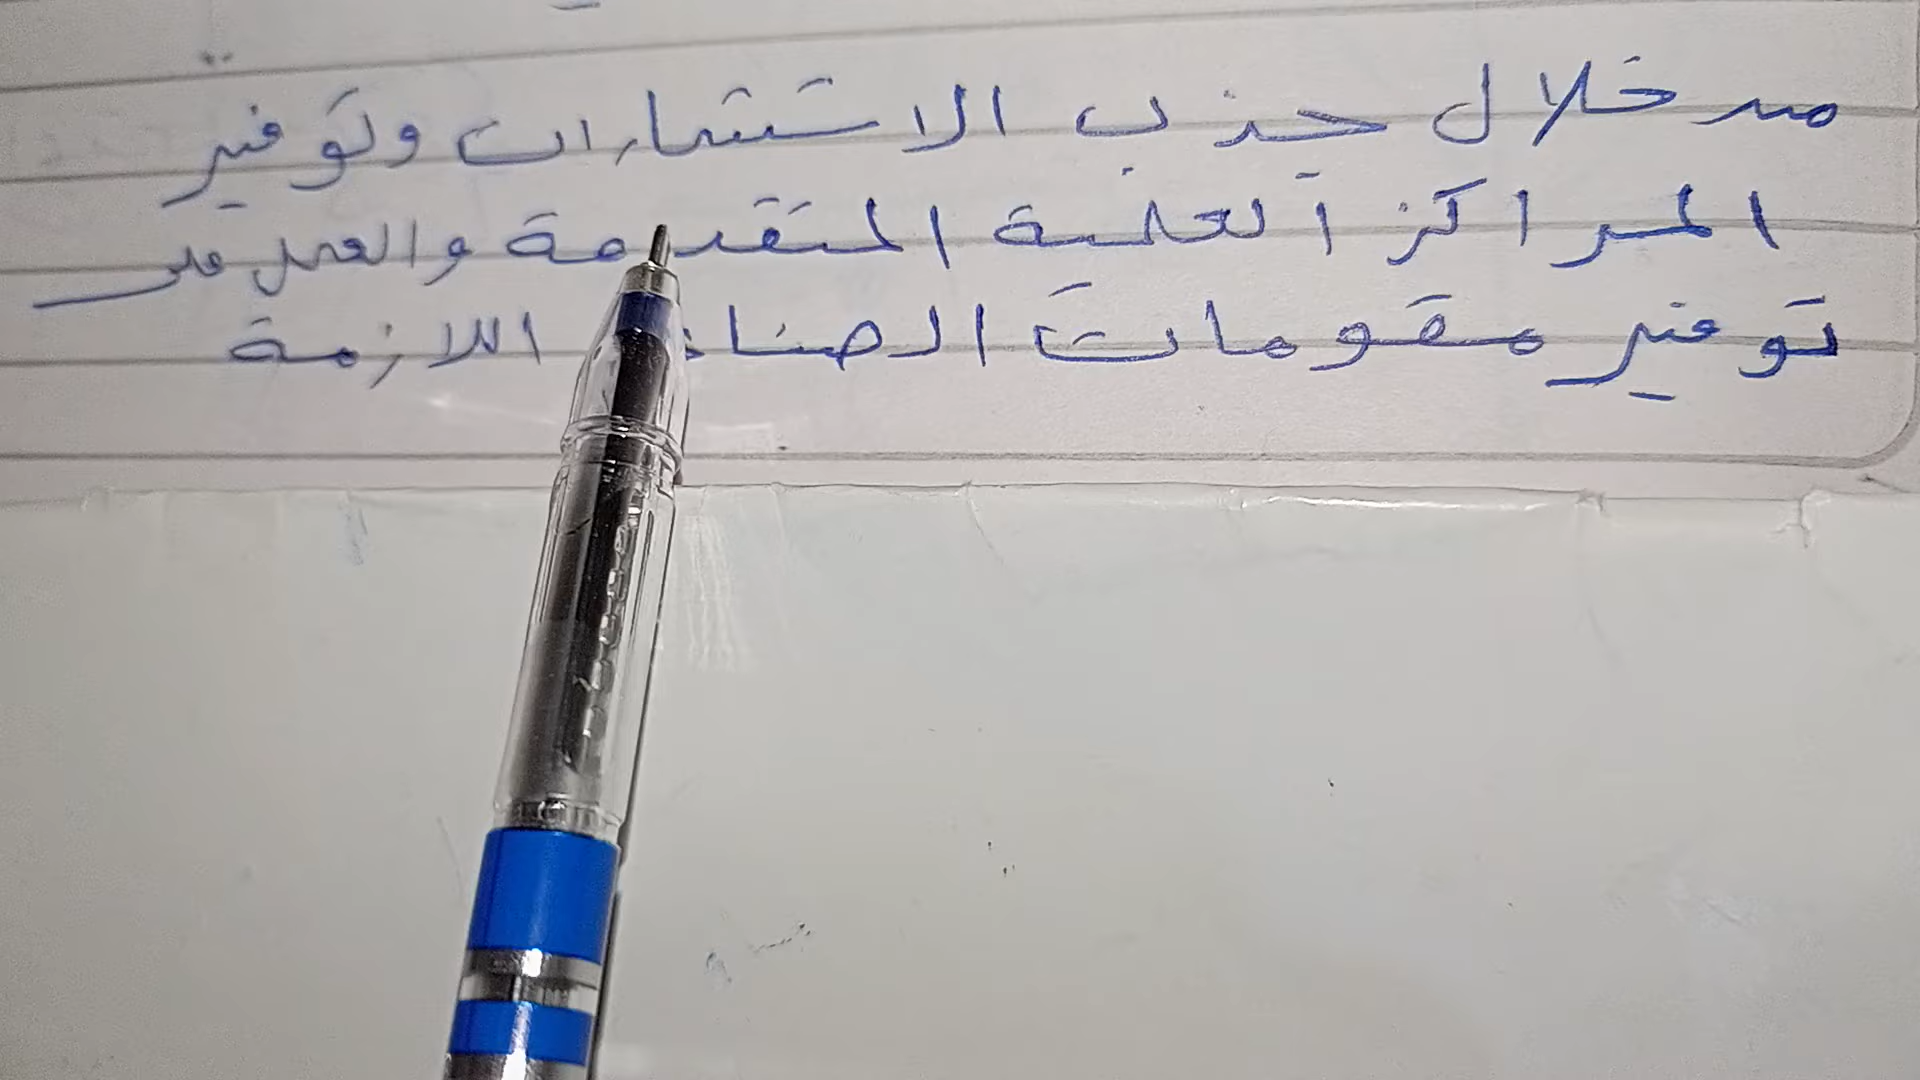 من خلال جذب الاستثمارات وتوفير
المراكز العلمية المتقدمة والعمل على
توفير مقومات الصناعة اللازمة